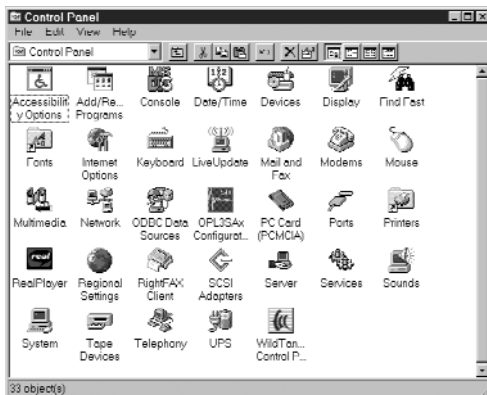 Control Panel
File Edit View Help
Control Panel
Accessibilit Add/Re... Console Date/Time Devices Display Find Fast
y Options Programs
Fonts Internet Keyboard LiveUpdate Mail and Modems Mouse
Options Fax
Multimedia Network ODBC Data OPL3SAx PC Card Ports Printers
Sources Configurat... (PCMCIA)
real
RealPlayer Regional RightFAX SCSI Server Services Sounds
Settings Client Adapters
System Tape Telephony UPS WildTan...
Devices Control P...
33 object(s)